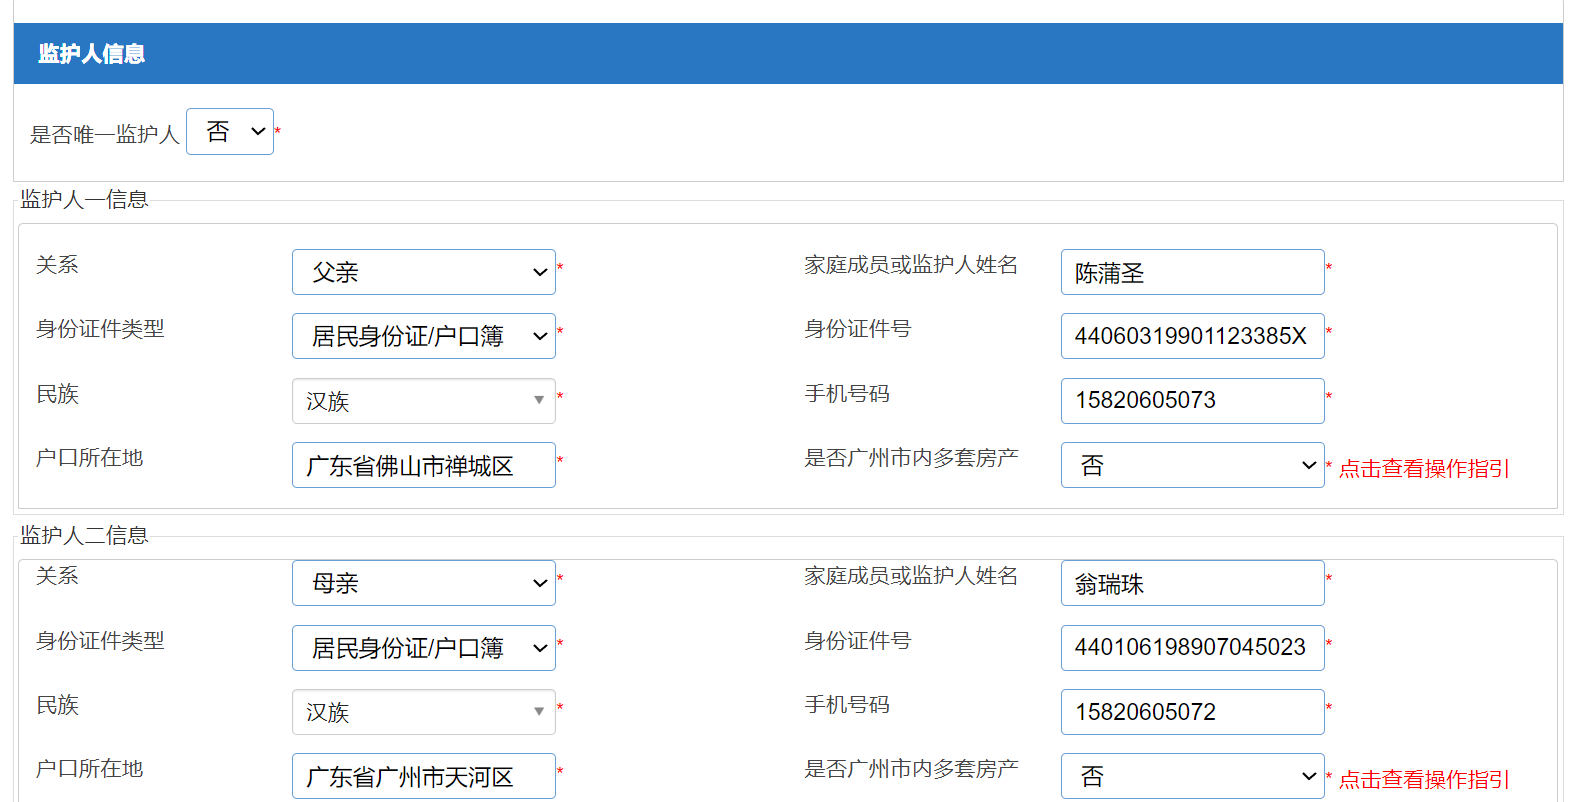 监护人信息
是否唯一监护人 否 *
监护人一信息
关系 父亲 * 家庭成员或监护人姓名 陈蒲圣 *
身份证件类型 居民身份证/户口簿 * 身份证件号 44060319901123385X *
民族 汉族 * 手机号码 15820605073 *
户口所在地 广东省佛山市禅城区 * 是否广州市内多套房产 否 * 点击查看操作指引
监护人二信息
关系 母亲 * 家庭成员或监护人姓名 翁瑞珠 *
身份证件类型 居民身份证/户口簿 * 身份证件号 440106198907045023 *
民族 汉族 * 手机号码 15820605072 *
户口所在地 广东省广州市天河区 * 是否广州市内多套房产 否 * 点击查看操作指引